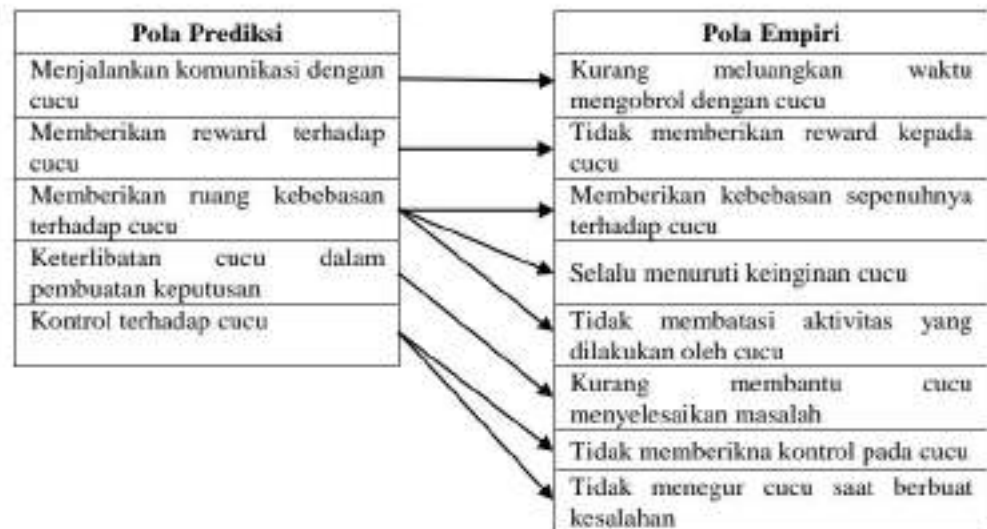 Pola Prediksi
Menjalankan komunikasi dengan
cucu
Memberikan reward terhadap
cucu
Memberikan ruang kebebasan
terhadap cucu
Keterlibatan cucu dalam
pembuatan keputusan
Kontrol terhadap cucu
Pola Empiri
Kurang meluangkan waktu
mengobrol dengan cucu
Tidak memberikan reward kepada
cucu
Memberikan kebebasan sepenuhnya
terhadap cucu
Selalu menuruti keinginan cucu
Tidak membatasi aktivitas yang
dilakukan oleh cucu
Kurang membantu cucu
menyelesaikan masalah
Tidak memberikna kontrol pada cucu
Tidak menegur cucu saat berbuat
kesalahan